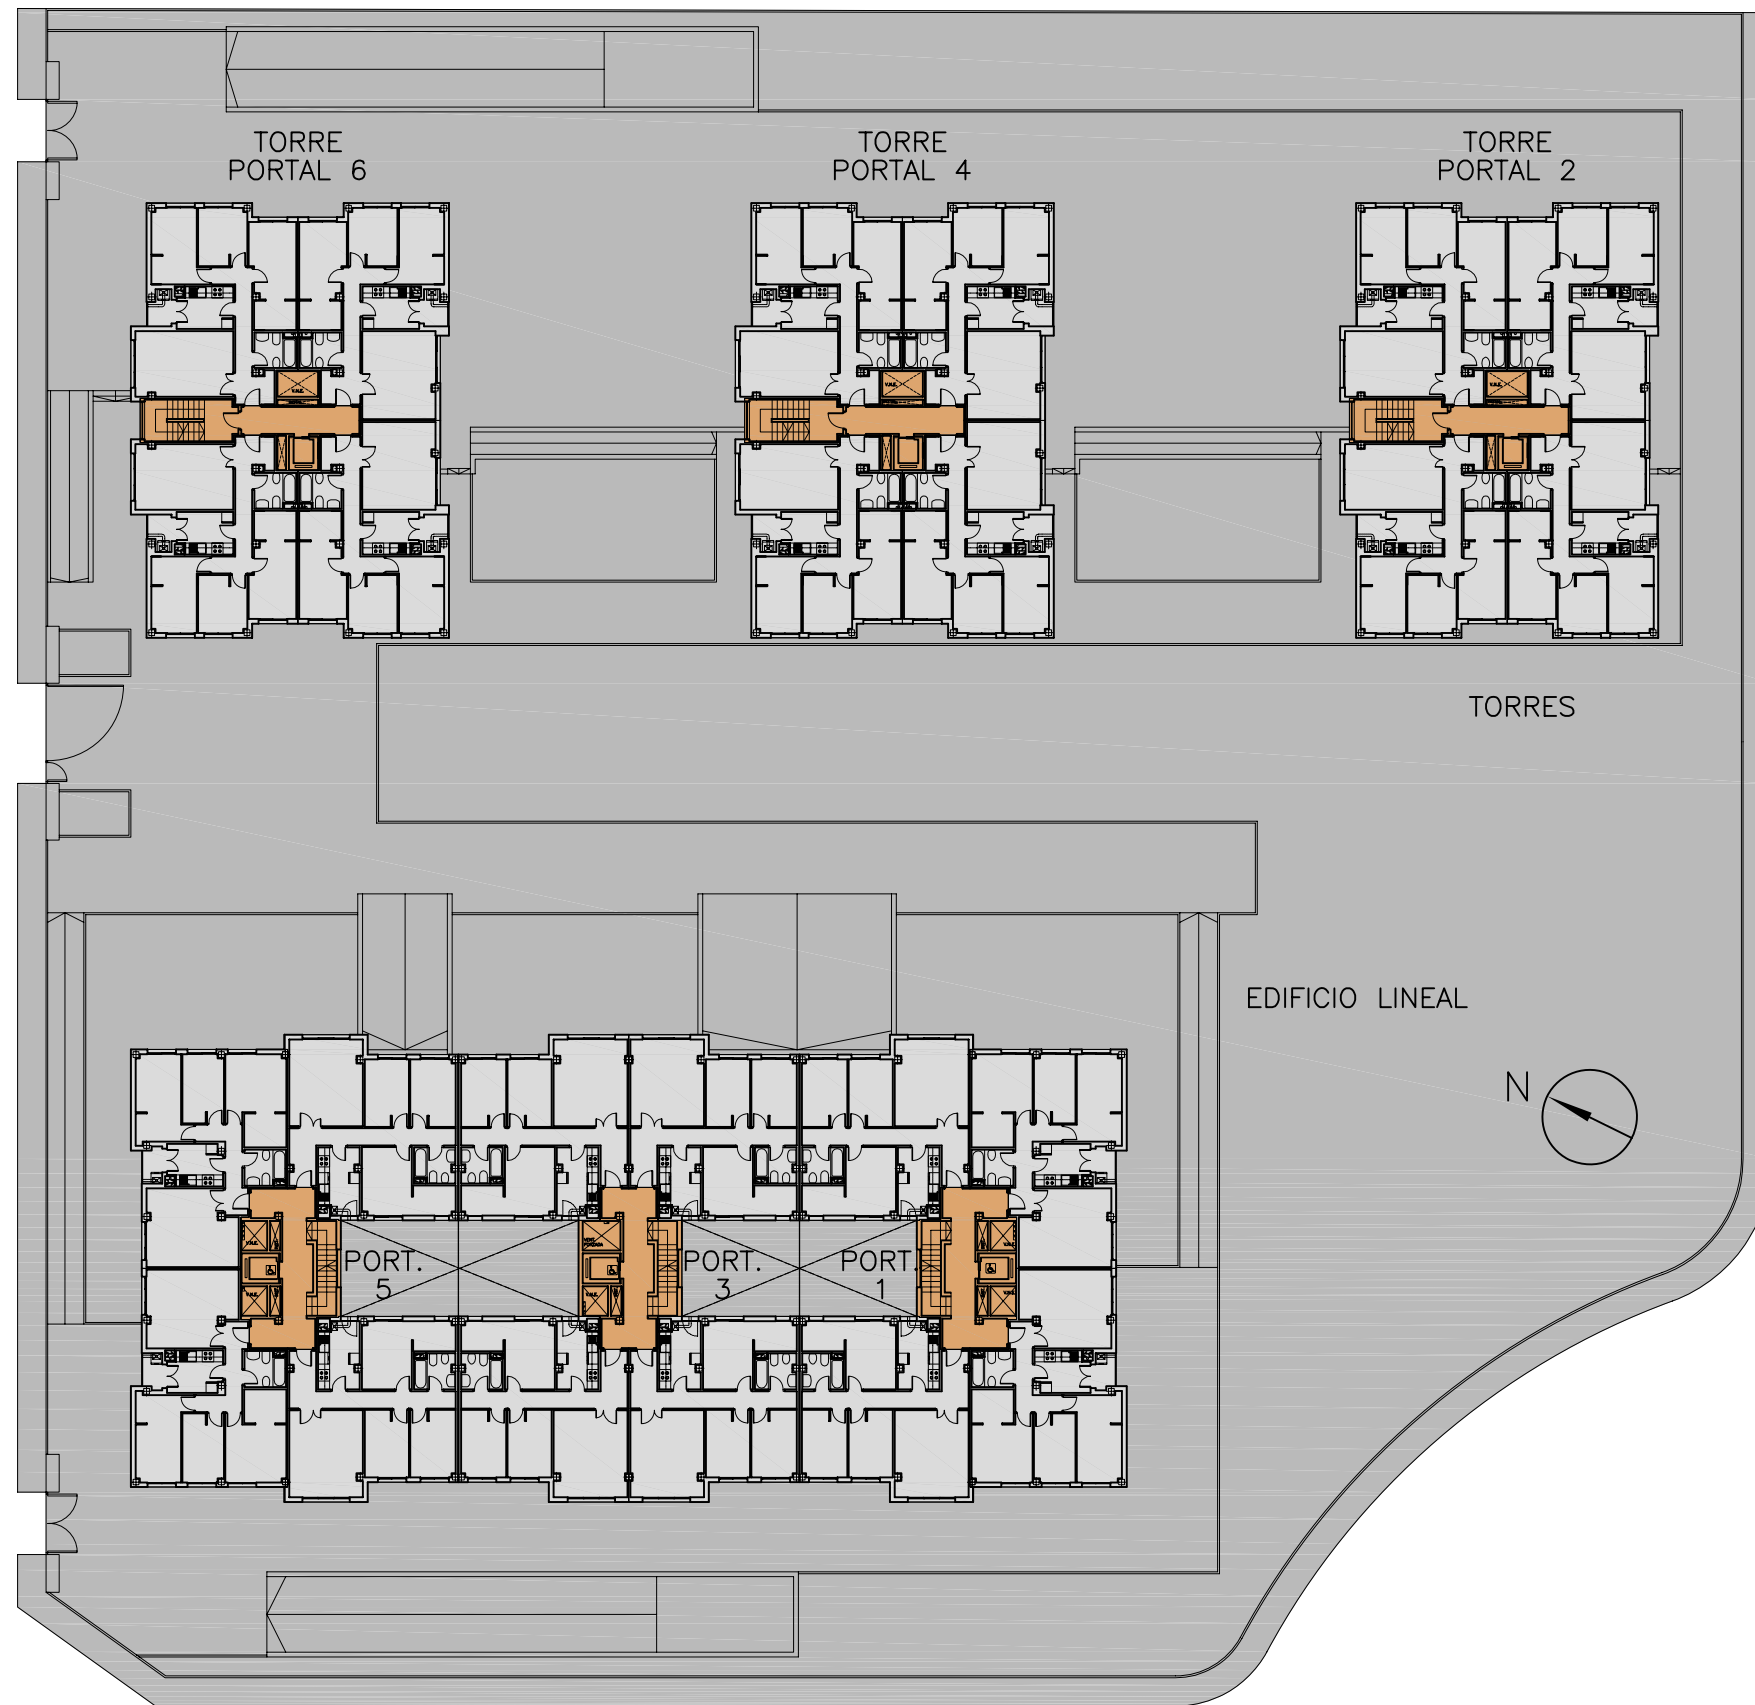 TORRE
PORTAL 6
TORRE
PORTAL 4
TORRE
PORTAL 2
TORRES
EDIFICIO LINEAL
N
PORT.
5
PORT.
3
PORT.
1